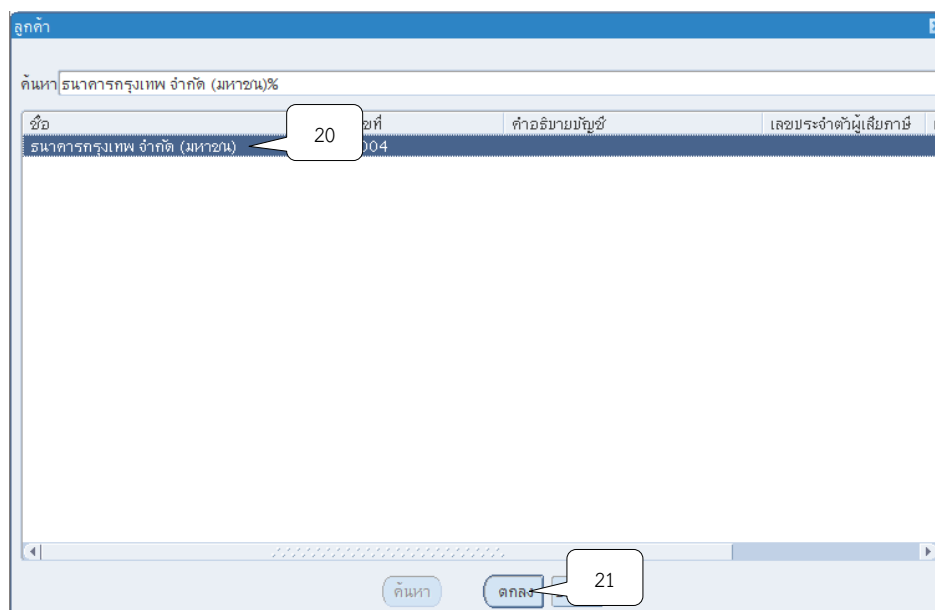 ลูกค้า
ค้นหา ธนาคารกรุงเทพ จำกัด (มหาชน)%
ชื่อ 20 ขที่ คำอธิบายบัญชี เลขประจำตัวผู้เสียภาษี
ธนาคารกรุงเทพ จำกัด (มหาชน) 004
ค้นหา ตกลง 21